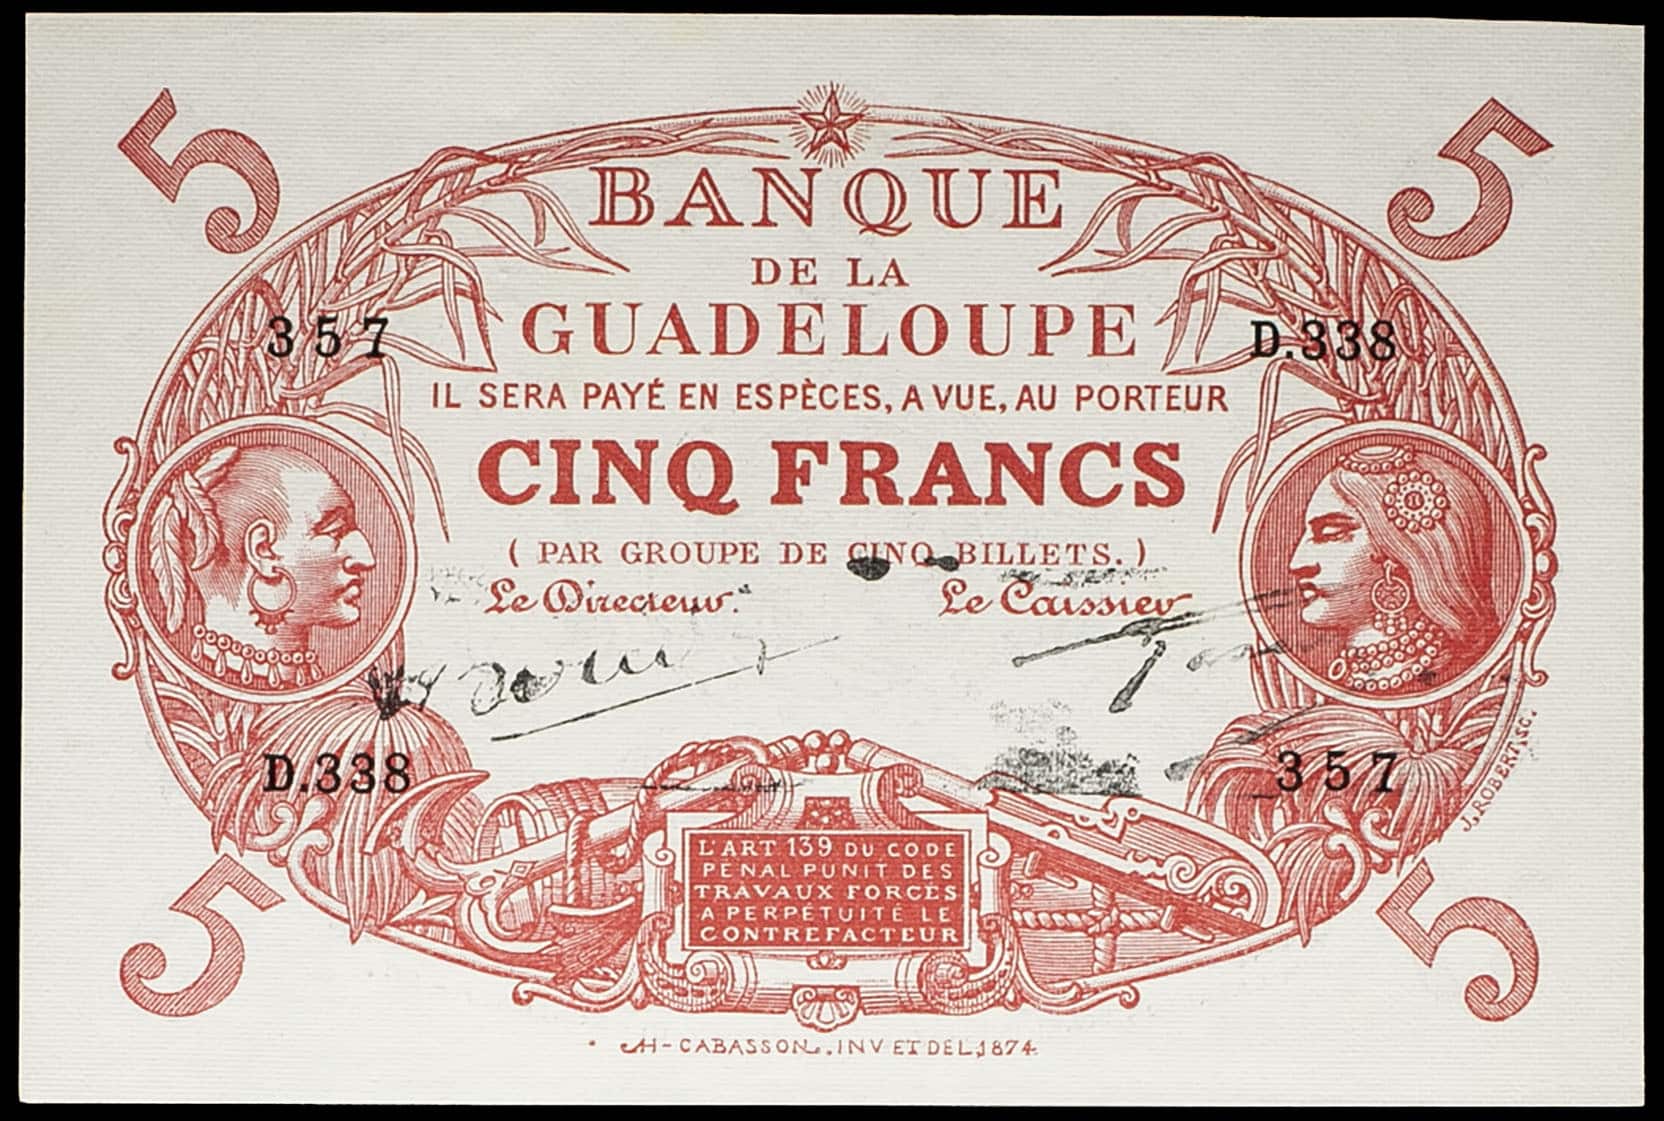 5
5
BANQUE
DE LA
GUADELOUPE
357
D.338
IL SERA PAYÉ EN ESPÈCES, A VUE, AU PORTEUR
CINQ FRANCS
( PAR GROUPE DE CINQ BILLETS. )
Le Directeur.
Le Caissier
D.338
357
J. ROBERT, SC.
L'ART 139 DU CODE
PÉNAL PUNIT DES
TRAVAUX FORCÉS
A PERPÉTUITÉ LE
CONTREFACTEUR
5
5
AH-CABASSON.INV ET DEL,1874.